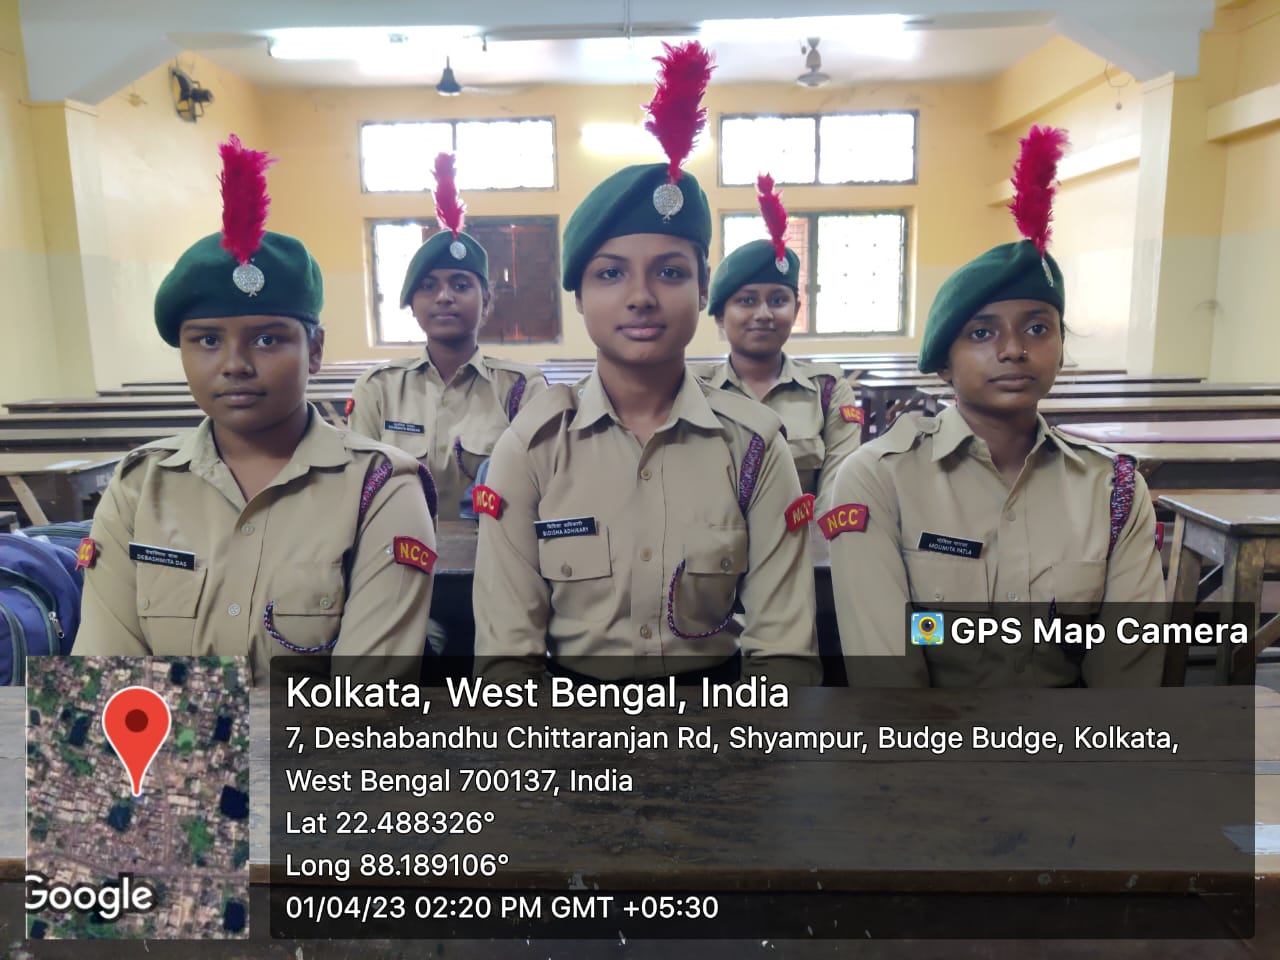 NCC
NCC
NCC
NCC
NCC
DEBASHMITA DAS
BIDISHA ADHIKARY
MOUMITA PATLA
GPS Map Camera
Kolkata, West Bengal, India
7, Deshabandhu Chittaranjan Rd, Shyampur, Budge Budge, Kolkata,
West Bengal 700137, India
Lat 22.488326°
Long 88.189106°
01/04/23 02:20 PM GMT +05:30
Google